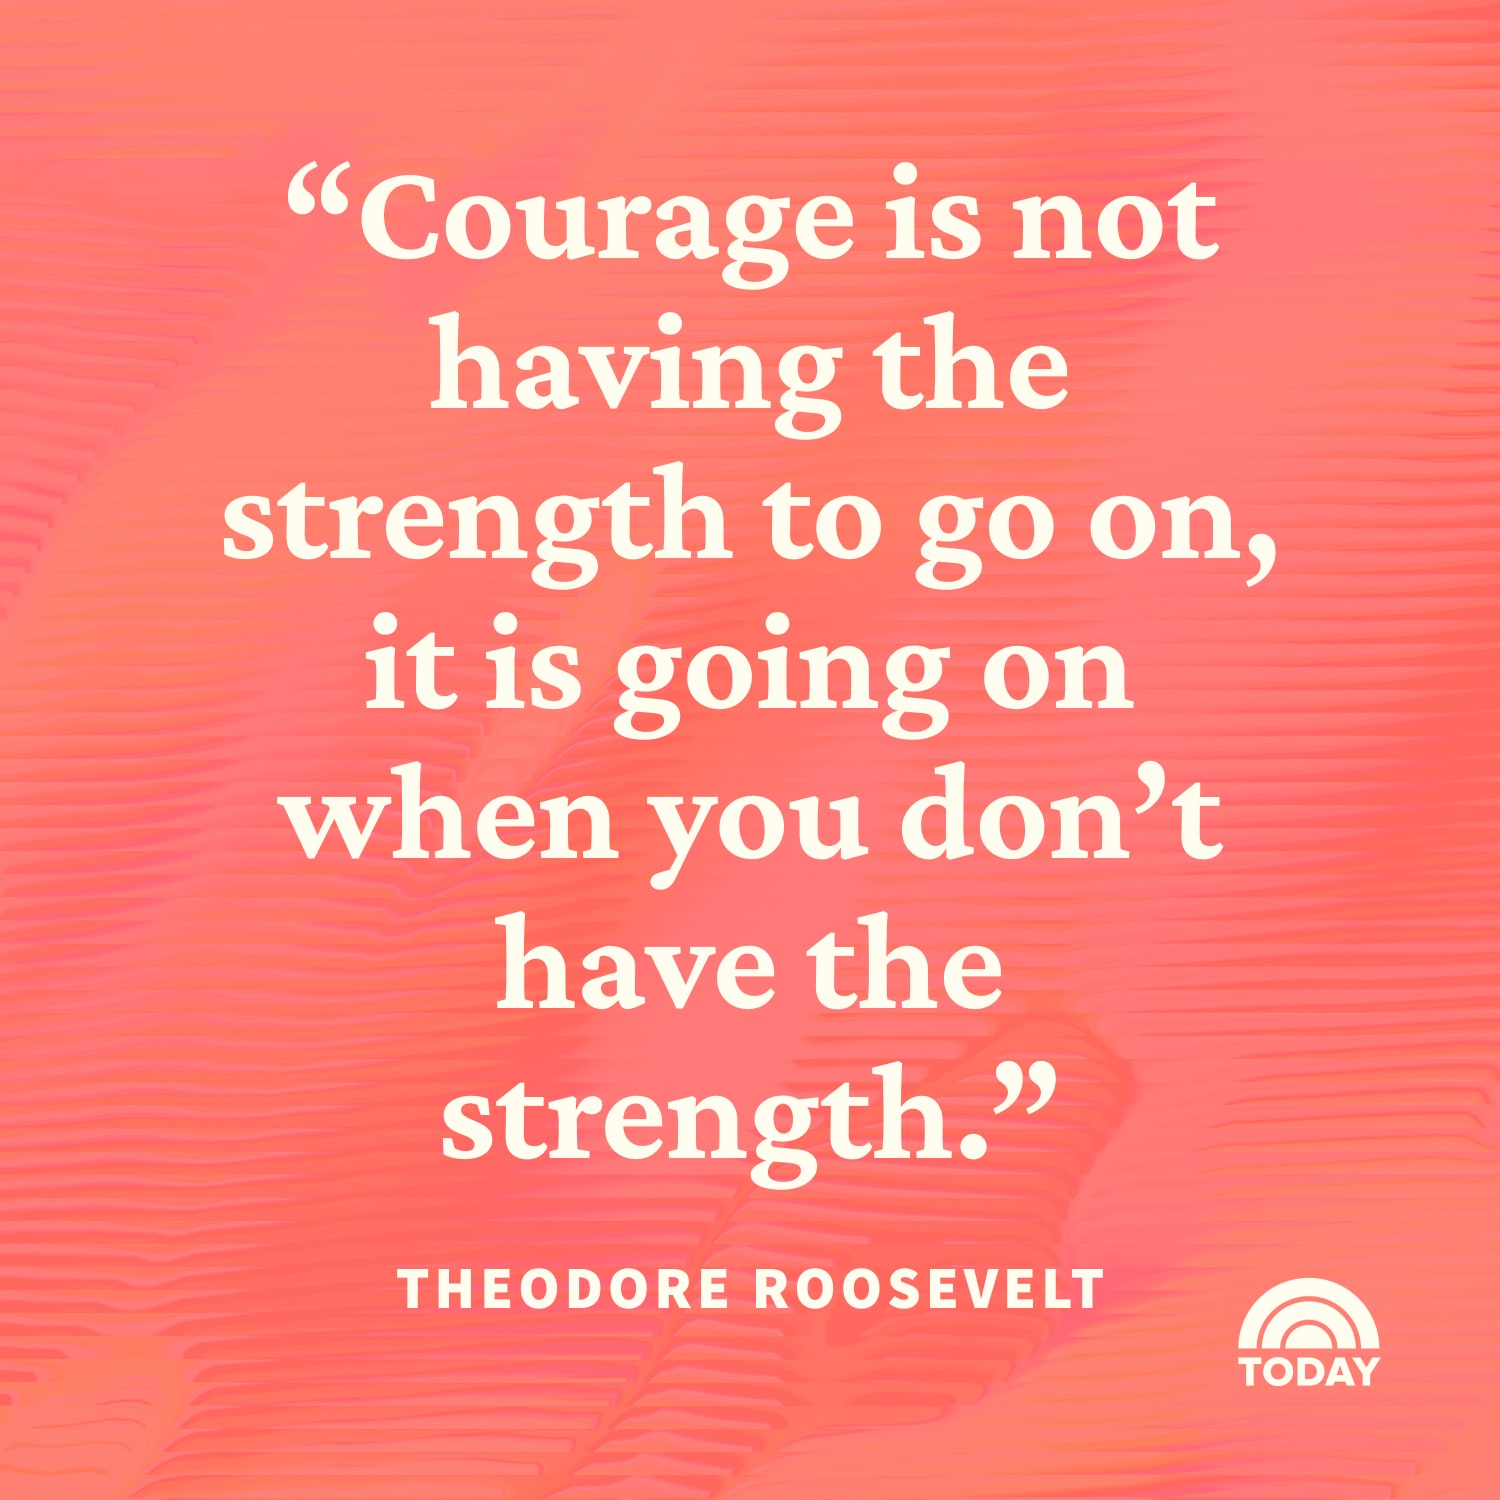 “Courage is not
having the
strength to go on,
it is going on
when you don’t
have the
strength.”
THEODORE ROOSEVELT
TODAY